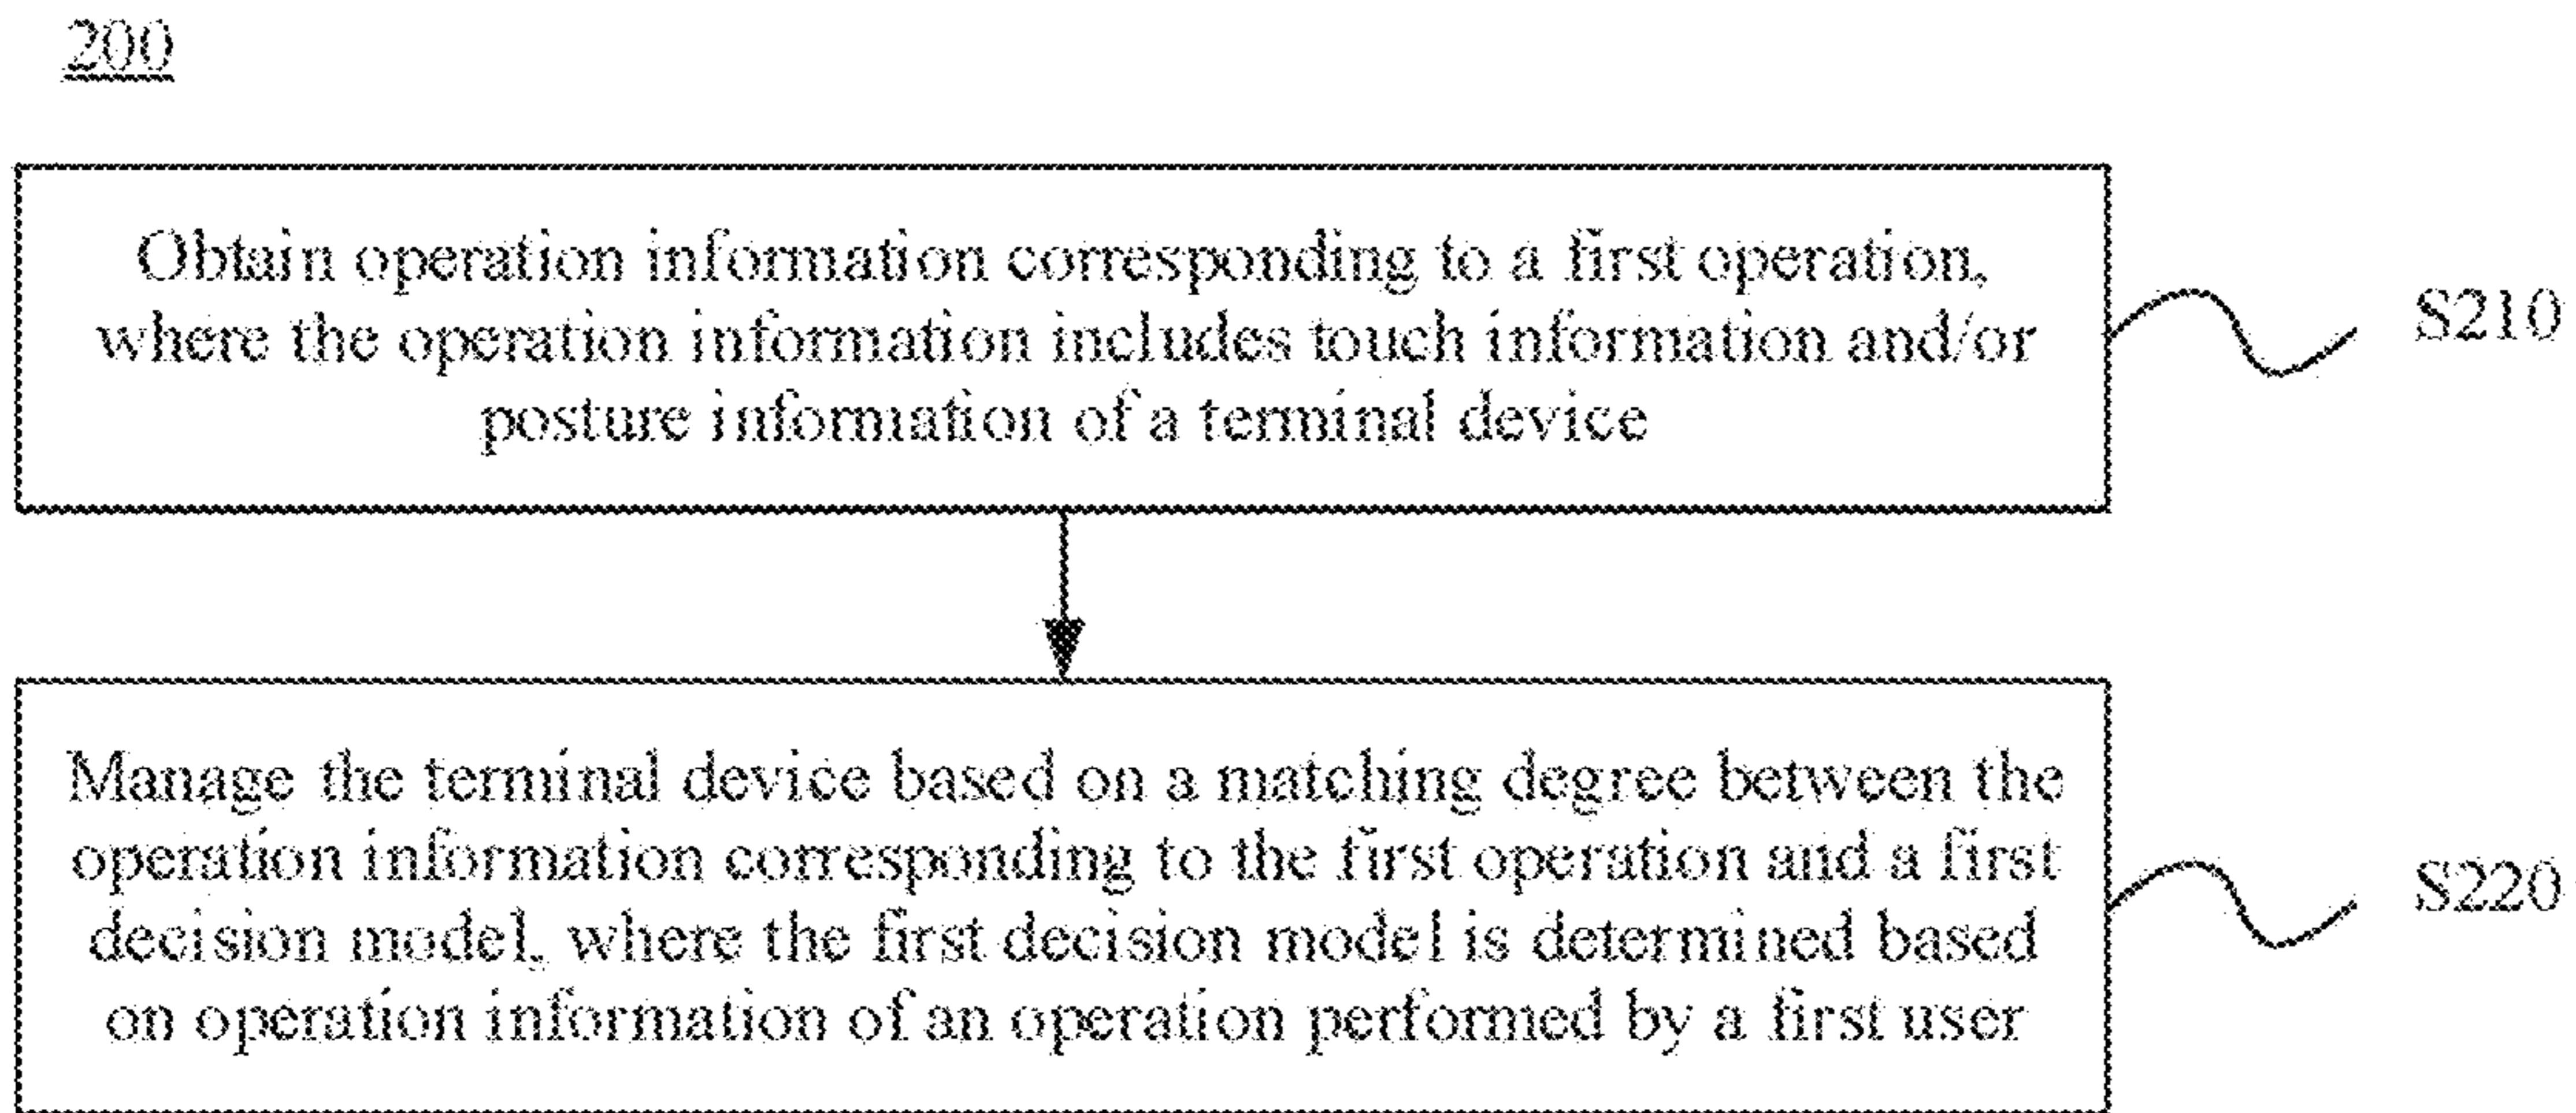 200
Obtain operation information corresponding to a first operation,
where the operation information includes touch information and/or
posture information of a terminal device
S210
Manage the terminal device based on a matching degree between the
operation information corresponding to the first operation and a first
decision model, where the first decision model is determined based
on operation information of an operation performed by a first user
S220